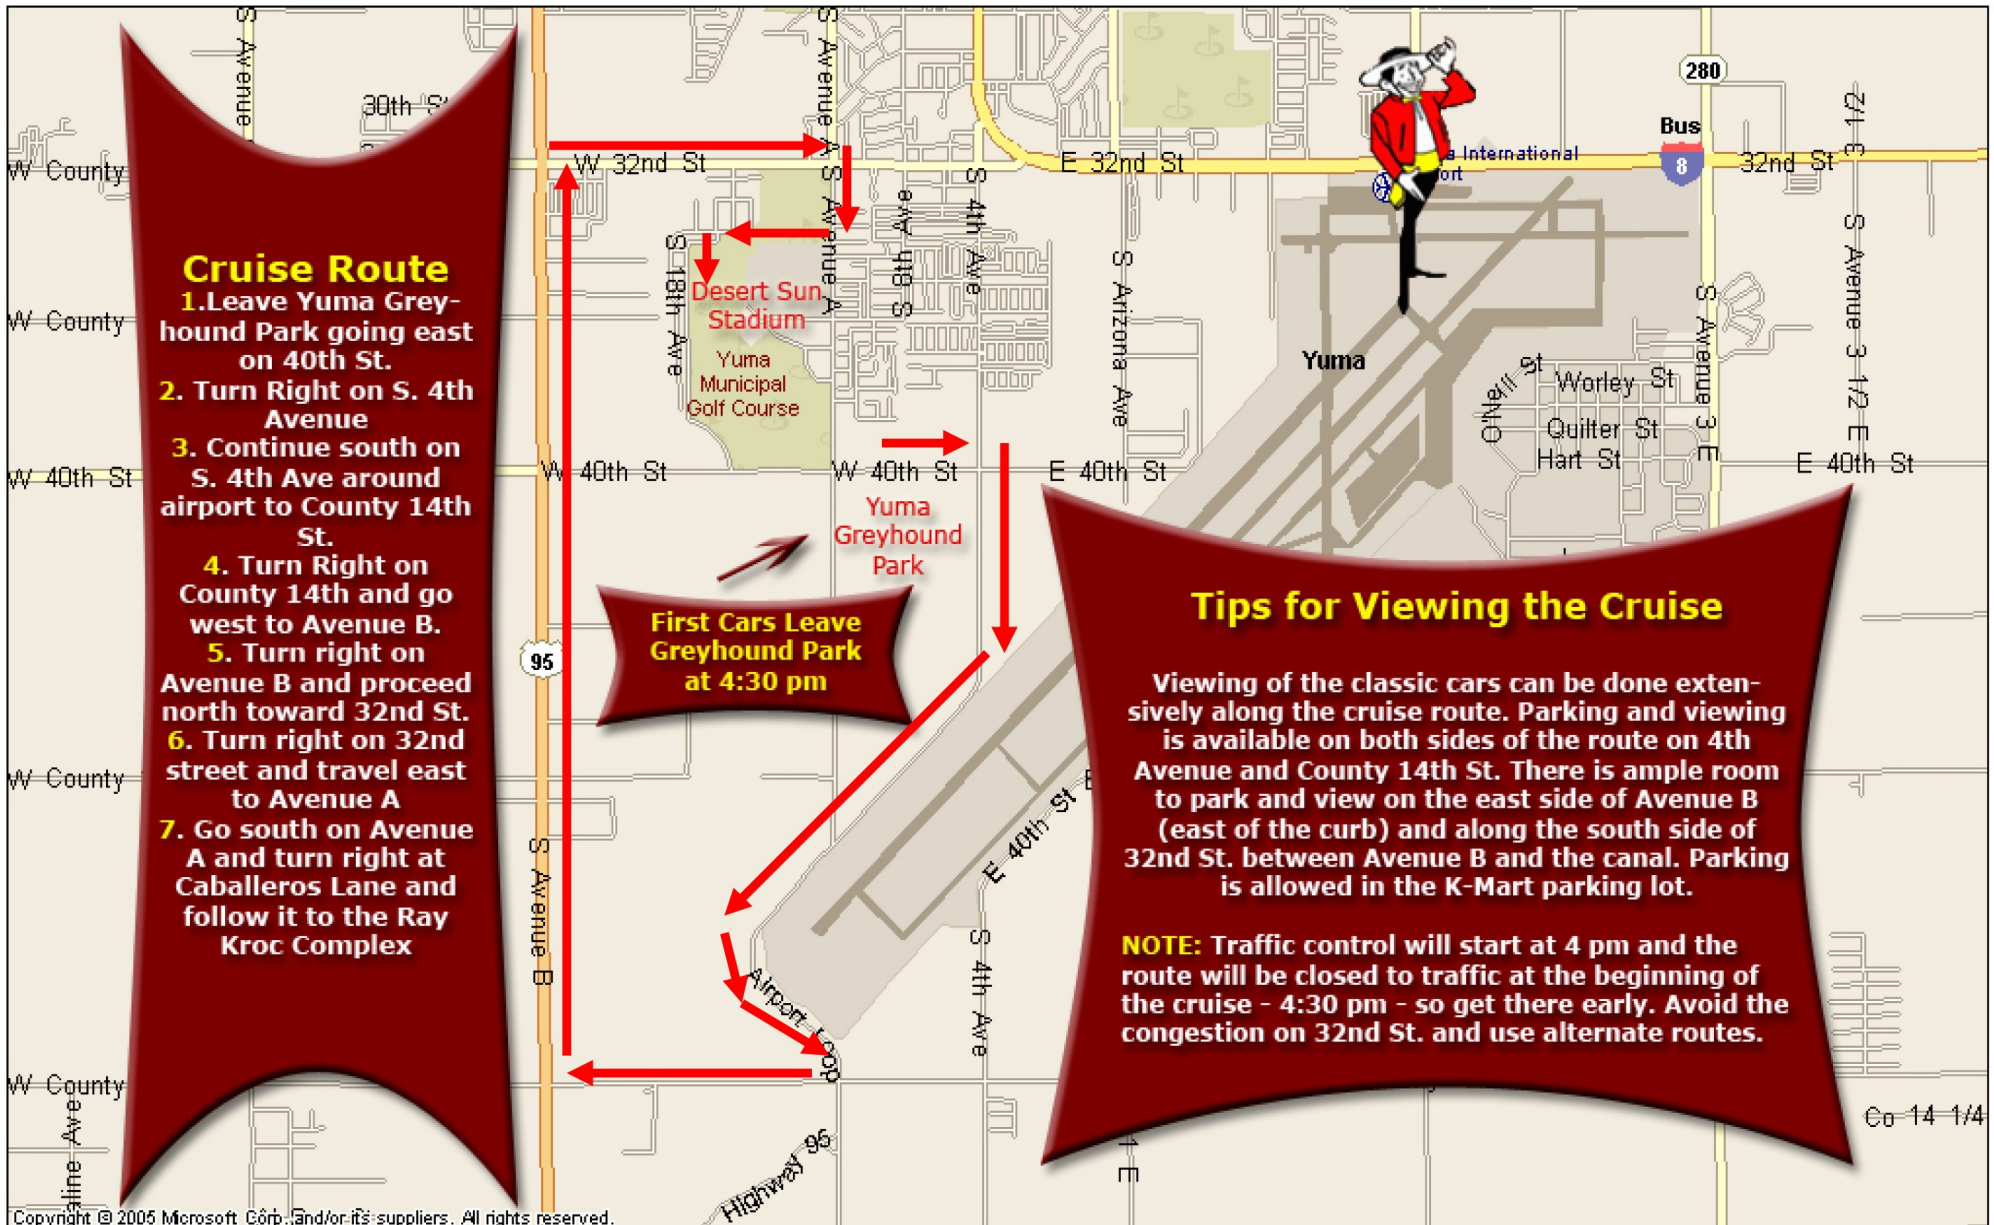 Cruise Route
1.Leave Yuma Grey-
hound Park going east
on 40th St.
2. Turn Right on S. 4th
Avenue
3. Continue south on
S. 4th Ave around
airport to County 14th
St.
4. Turn Right on
County 14th and go
west to Avenue B.
5. Turn right on
Avenue B and proceed
north toward 32nd St.
6. Turn right on 32nd
street and travel east
to Avenue A
7. Go south on Avenue
A and turn right at
Caballeros Lane and
follow it to the Ray
Kroc Complex
First Cars Leave
Greyhound Park
at 4:30 pm
Tips for Viewing the Cruise
Viewing of the classic cars can be done exten-
sively along the cruise route. Parking and viewing
is available on both sides of the route on 4th
Avenue and County 14th St. There is ample room
to park and view on the east side of Avenue B
(east of the curb) and along the south side of
32nd St. between Avenue B and the canal. Parking
is allowed in the K-Mart parking lot.
NOTE: Traffic control will start at 4 pm and the
route will be closed to traffic at the beginning of
the cruise - 4:30 pm - so get there early. Avoid the
congestion on 32nd St. and use alternate routes.
S Avenue
30th St
S Avenue A
280
Bus
8
International
W County
W 32nd St
E 32nd St
32nd St
S Avenue A
S 8th Ave
S 4th Ave
S 18th Ave
S Arizona Ave
S Avenue 3 E
S Avenue 3 1/2 E
3 1/2
W County
Desert Sun
Stadium
Yuma
Municipal
Golf Course
Yuma
O'Neill St
Worley St
Quilter St
Hart St
W 40th St
W 40th St
W 40th St
E 40th St
E 40th St
Yuma
Greyhound
Park
95
W County
S Avenue B
E 40th St
S 4th Ave
Airport Loop
W County
Co 14 1/4
Highway 95
1 E
Copyright © 2005 Microsoft Corp. and/or its suppliers. All rights reserved.